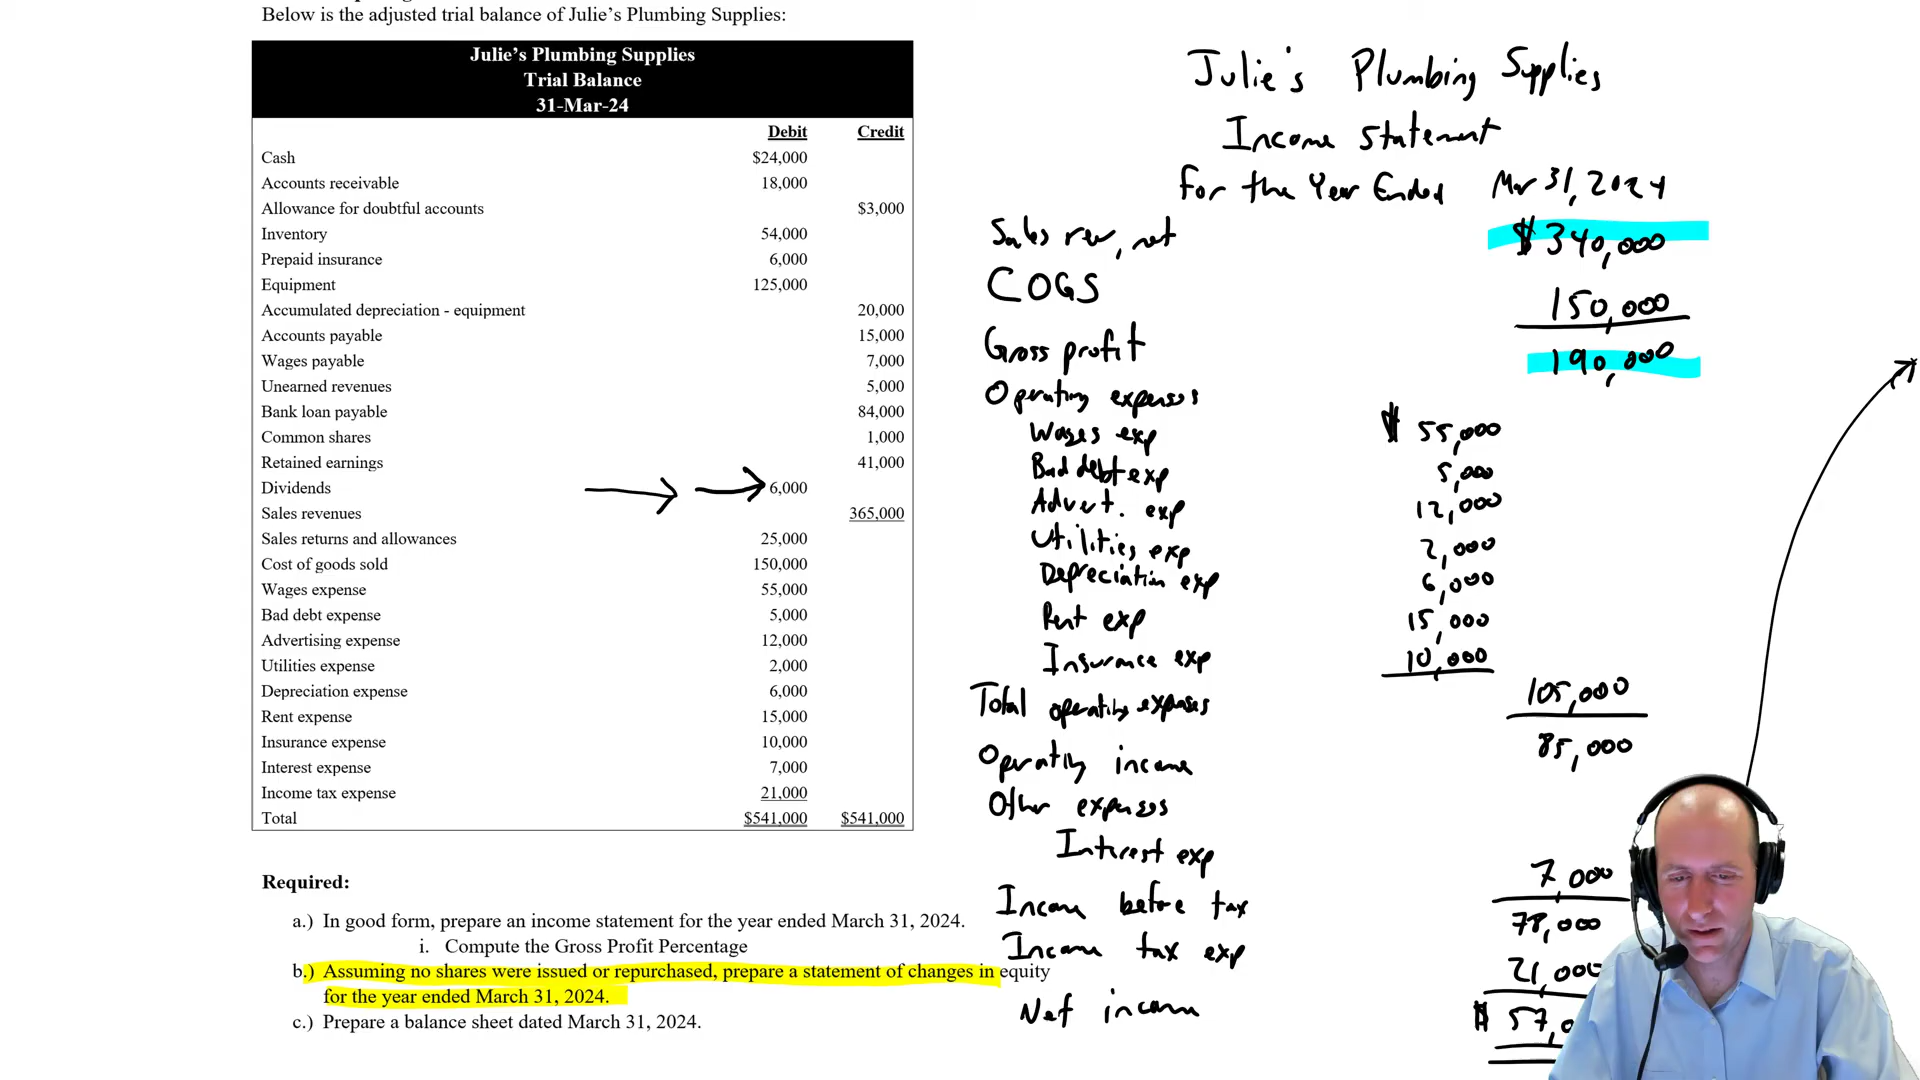 Below is the adjusted trial balance of Julie's Plumbing Supplies:
Julie's Plumbing Supplies
Trial Balance
31-Mar-24
Debit Credit
Cash $24,000
Accounts receivable 18,000
Allowance for doubtful accounts $3,000
Inventory 54,000
Prepaid insurance 6,000
Equipment 125,000
Accumulated depreciation - equipment 20,000
Accounts payable 15,000
Wages payable 7,000
Unearned revenues 5,000
Bank loan payable 84,000
Common shares 1,000
Retained earnings 41,000
Dividends 6,000
Sales revenues 365,000
Sales returns and allowances 25,000
Cost of goods sold 150,000
Wages expense 55,000
Bad debt expense 5,000
Advertising expense 12,000
Utilities expense 2,000
Depreciation expense 6,000
Rent expense 15,000
Insurance expense 10,000
Interest expense 7,000
Income tax expense 21,000
Total $541,000 $541,000
Required:
a.) In good form, prepare an income statement for the year ended March 31, 2024.
i. Compute the Gross Profit Percentage
b.) Assuming no shares were issued or repurchased, prepare a statement of changes in equity
for the year ended March 31, 2024.
c.) Prepare a balance sheet dated March 31, 2024.
Julie's Plumbing Supplies
Income Statement
For the Year Ended Mar 31, 2024
Sales rev, net $340,000
COGS 150,000
Gross profit 190,000
Operating expenses
Wages exp $55,000
Bad debt exp 5,000
Advert. exp 12,000
Utilities exp 2,000
Depreciation exp 6,000
Rent exp 15,000
Insurance exp 10,000
Total operating expenses 105,000
Operating income 85,000
Other expenses
Interest exp 7,000
Income before tax 78,000
Income tax exp 21,000
Net income $57,0